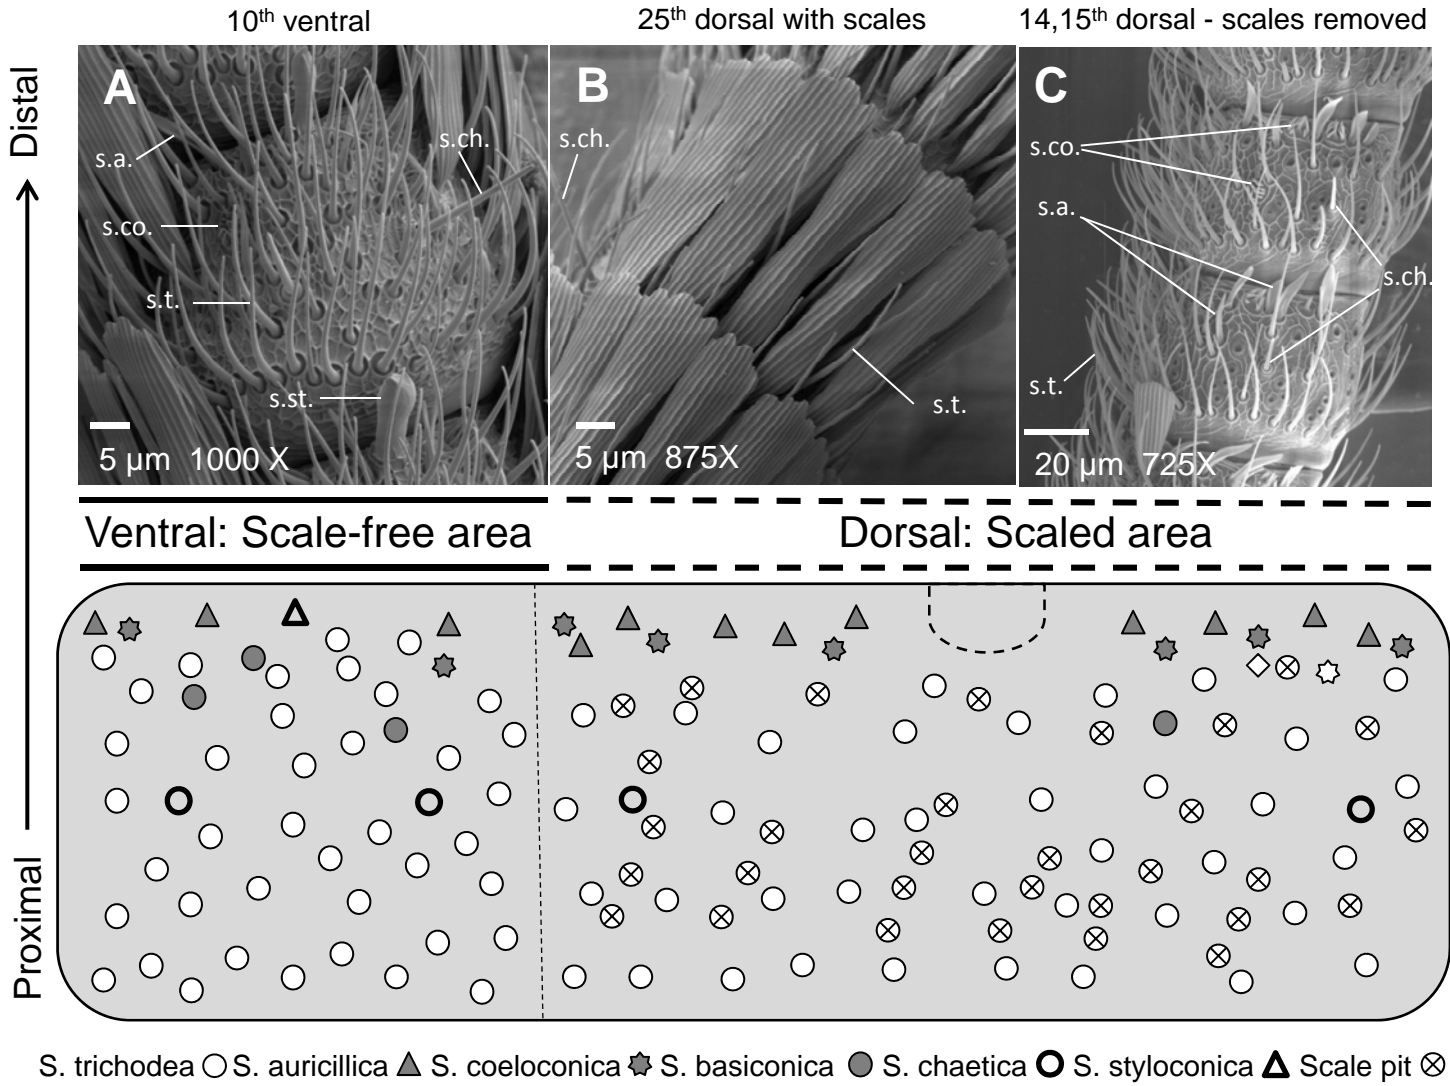 10th ventral
25th dorsal with scales
14,15th dorsal - scales removed
Distal
Proximal
A
s.a.
s.ch.
s.co.
s.t.
s.st.
5 µm 1000 X
B
s.ch.
s.t.
5 µm 875X
C
s.co.
s.a.
s.ch.
s.t.
20 µm 725X
Ventral: Scale-free area
Dorsal: Scaled area
S. trichodea S. auricillica S. coeloconica S. basiconica S. chaetica S. styloconica Scale pit